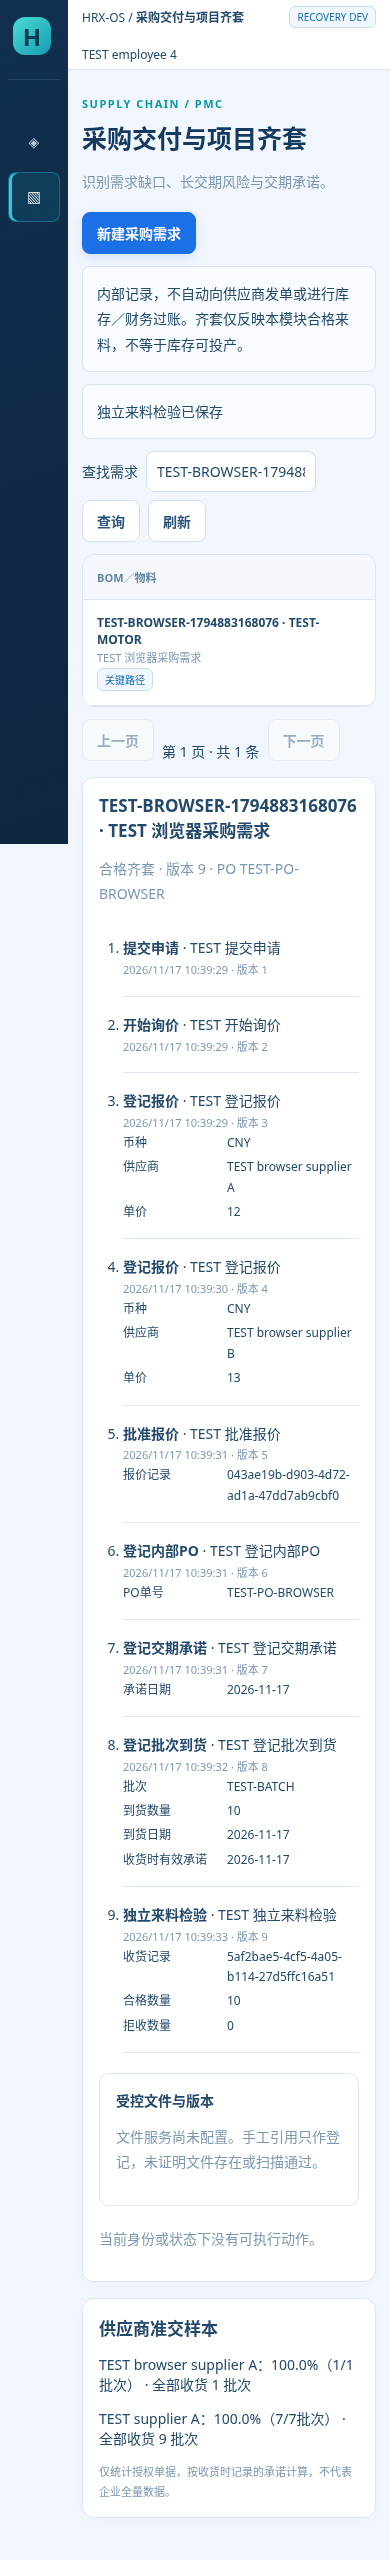 H
HRX-OS / 采购交付与项目齐套
RECOVERY DEV
TEST employee 4
SUPPLY CHAIN / PMC
采购交付与项目齐套
识别需求缺口、长交期风险与交期承诺。
新建采购需求
内部记录，不自动向供应商发单或进行库
存／财务过账。齐套仅反映本模块合格来
料，不等于库存可投产。
独立来料检验已保存
查找需求
TEST-BROWSER-17948
查询
刷新
BOM／物料
TEST-BROWSER-1794883168076 · TEST-
MOTOR
TEST 浏览器采购需求
关键路径
上一页
第 1 页 · 共 1 条
下一页
TEST-BROWSER-1794883168076
· TEST 浏览器采购需求
合格齐套 · 版本 9 · PO TEST-PO-
BROWSER
1. 提交申请 · TEST 提交申请
2026/11/17 10:39:29 · 版本 1
2. 开始询价 · TEST 开始询价
2026/11/17 10:39:29 · 版本 2
3. 登记报价 · TEST 登记报价
2026/11/17 10:39:29 · 版本 3
币种 CNY
供应商 TEST browser supplier
A
单价 12
4. 登记报价 · TEST 登记报价
2026/11/17 10:39:30 · 版本 4
币种 CNY
供应商 TEST browser supplier
B
单价 13
5. 批准报价 · TEST 批准报价
2026/11/17 10:39:31 · 版本 5
报价记录 043ae19b-d903-4d72-
ad1a-47dd7ab9cbf0
6. 登记内部PO · TEST 登记内部PO
2026/11/17 10:39:31 · 版本 6
PO单号 TEST-PO-BROWSER
7. 登记交期承诺 · TEST 登记交期承诺
2026/11/17 10:39:31 · 版本 7
承诺日期 2026-11-17
8. 登记批次到货 · TEST 登记批次到货
2026/11/17 10:39:32 · 版本 8
批次 TEST-BATCH
到货数量 10
到货日期 2026-11-17
收货时有效承诺 2026-11-17
9. 独立来料检验 · TEST 独立来料检验
2026/11/17 10:39:33 · 版本 9
收货记录 5af2bae5-4cf5-4a05-
b114-27d5ffc16a51
合格数量 10
拒收数量 0
受控文件与版本
文件服务尚未配置。手工引用只作登
记，未证明文件存在或扫描通过。
当前身份或状态下没有可执行动作。
供应商准交样本
TEST browser supplier A：100.0%（1/1
批次） · 全部收货 1 批次
TEST supplier A：100.0%（7/7批次） ·
全部收货 9 批次
仅统计授权单据，按收货时记录的承诺计算，不代表
企业全量数据。